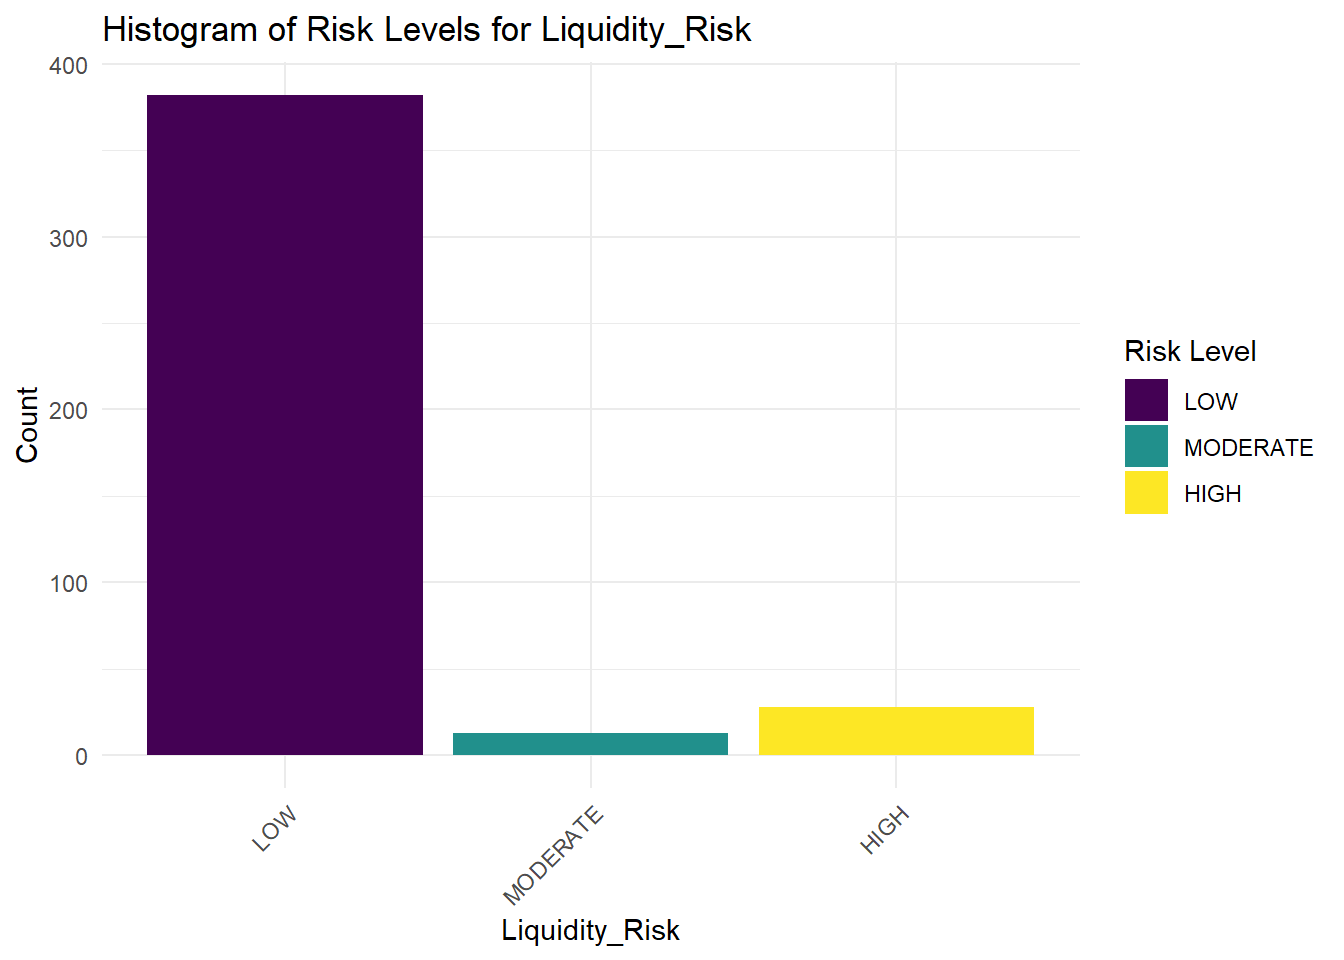 Histogram of Risk Levels for Liquidity_Risk
400
300
200
100
0
Count
LOW
MODERATE
HIGH
Liquidity_Risk
Risk Level
LOW
MODERATE
HIGH